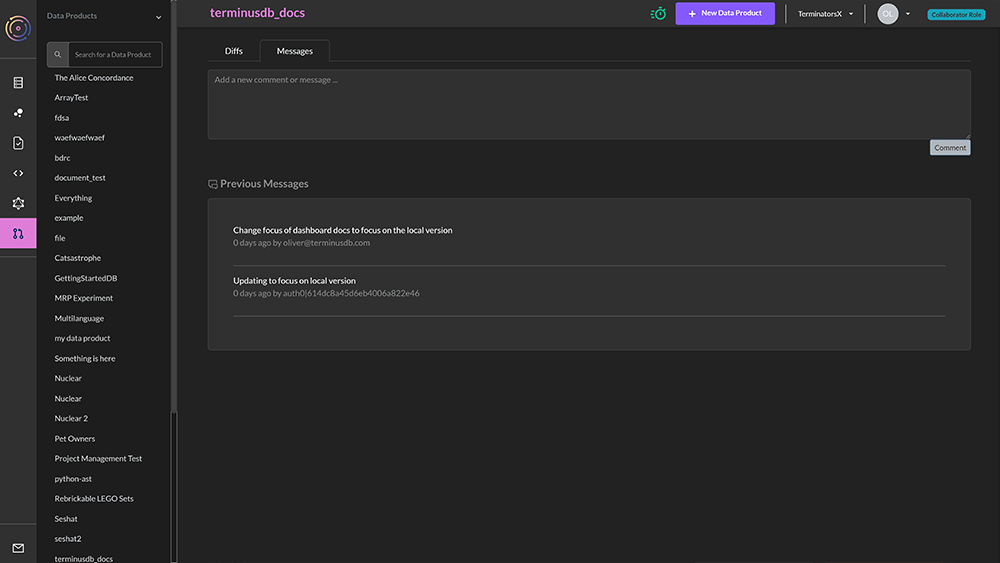 Data Products
Search for a Data Product
The Alice Concordance
ArrayTest
fdsa
waefwaefwaef
bdrc
document_test
Everything
example
file
Catsastrophe
GettingStartedDB
MRP Experiment
Multilanguage
my data product
Something is here
Nuclear
Nuclear
Nuclear 2
Pet Owners
Project Management Test
python-ast
Rebrickable LEGO Sets
Seshat
seshat2
terminusdb_docs
terminusdb_docs
+ New Data Product
TerminatorsX
OL
Collaborator Role
Diffs
Messages
Add a new comment or message ...
Comment
Previous Messages
Change focus of dashboard docs to focus on the local version
0 days ago by oliver@terminusdb.com
Updating to focus on local version
0 days ago by auth0|614dc8a45d6eb4006a822e46